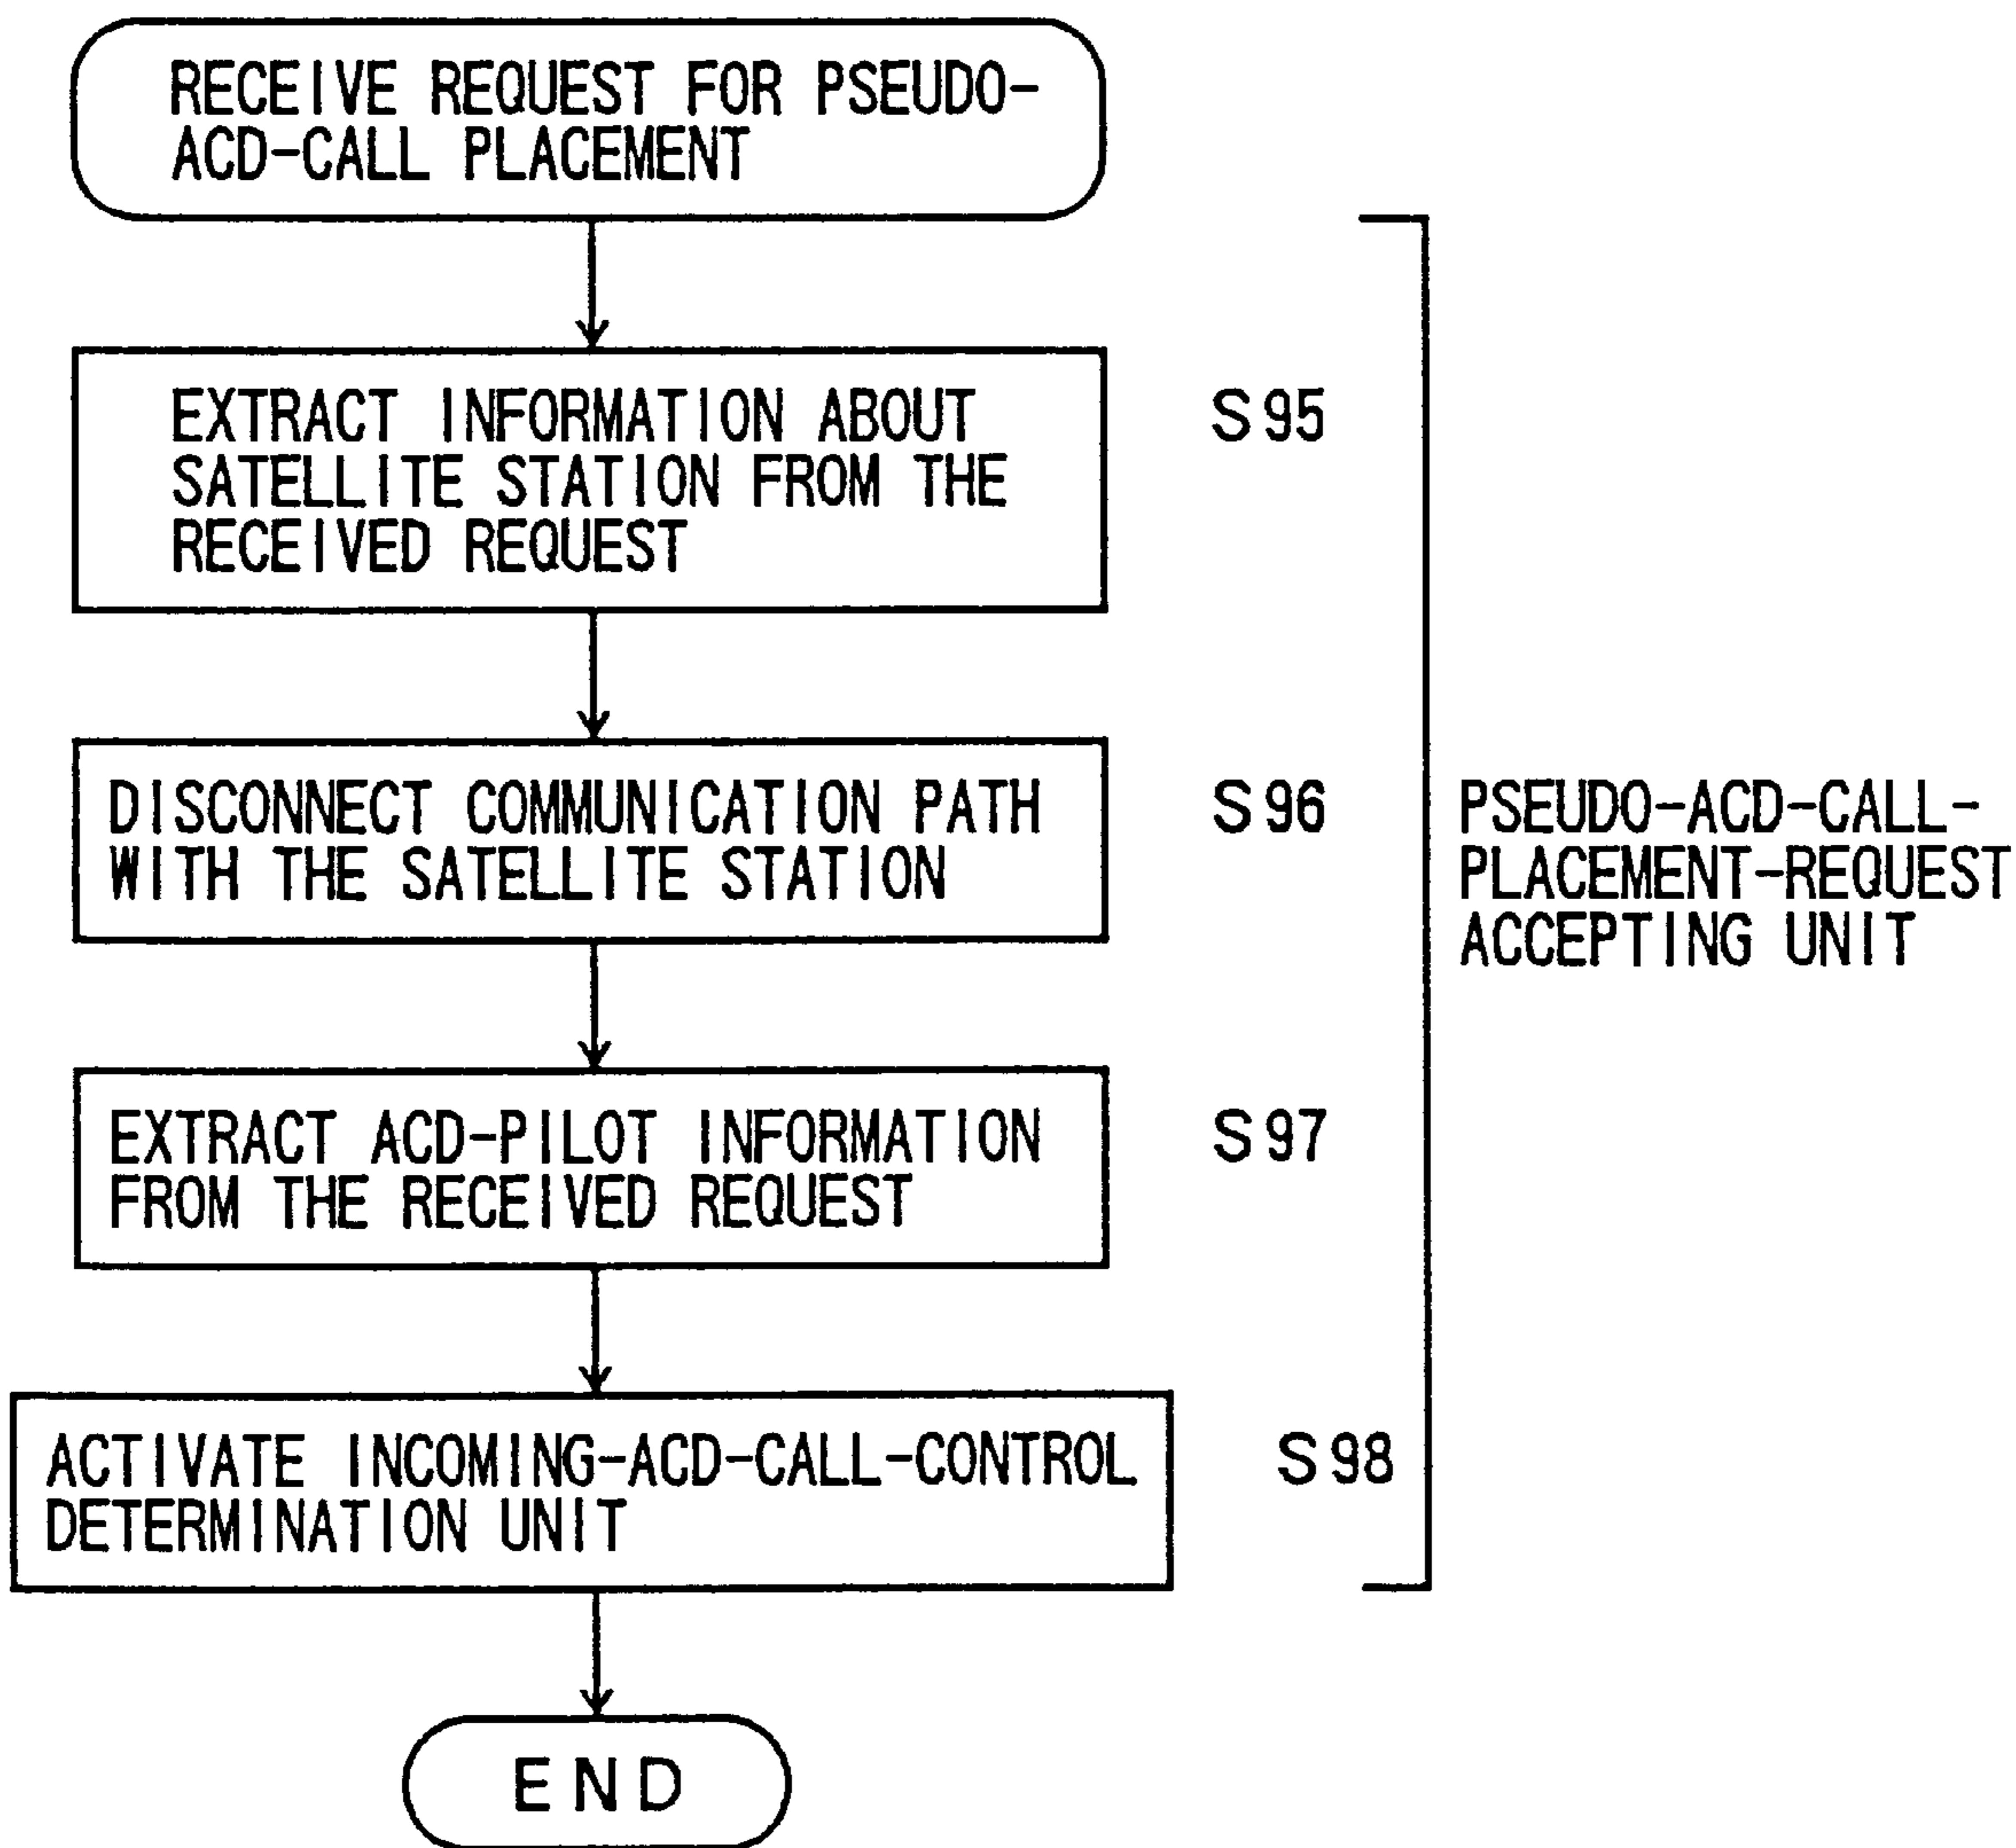 RECEIVE REQUEST FOR PSEUDO-
ACD-CALL PLACEMENT
EXTRACT INFORMATION ABOUT
SATELLITE STATION FROM THE
RECEIVED REQUEST
S95
DISCONNECT COMMUNICATION PATH
WITH THE SATELLITE STATION
S96
PSEUDO-ACD-CALL-
PLACEMENT-REQUEST
ACCEPTING UNIT
EXTRACT ACD-PILOT INFORMATION
FROM THE RECEIVED REQUEST
S97
ACTIVATE INCOMING-ACD-CALL-CONTROL
DETERMINATION UNIT
S98
END